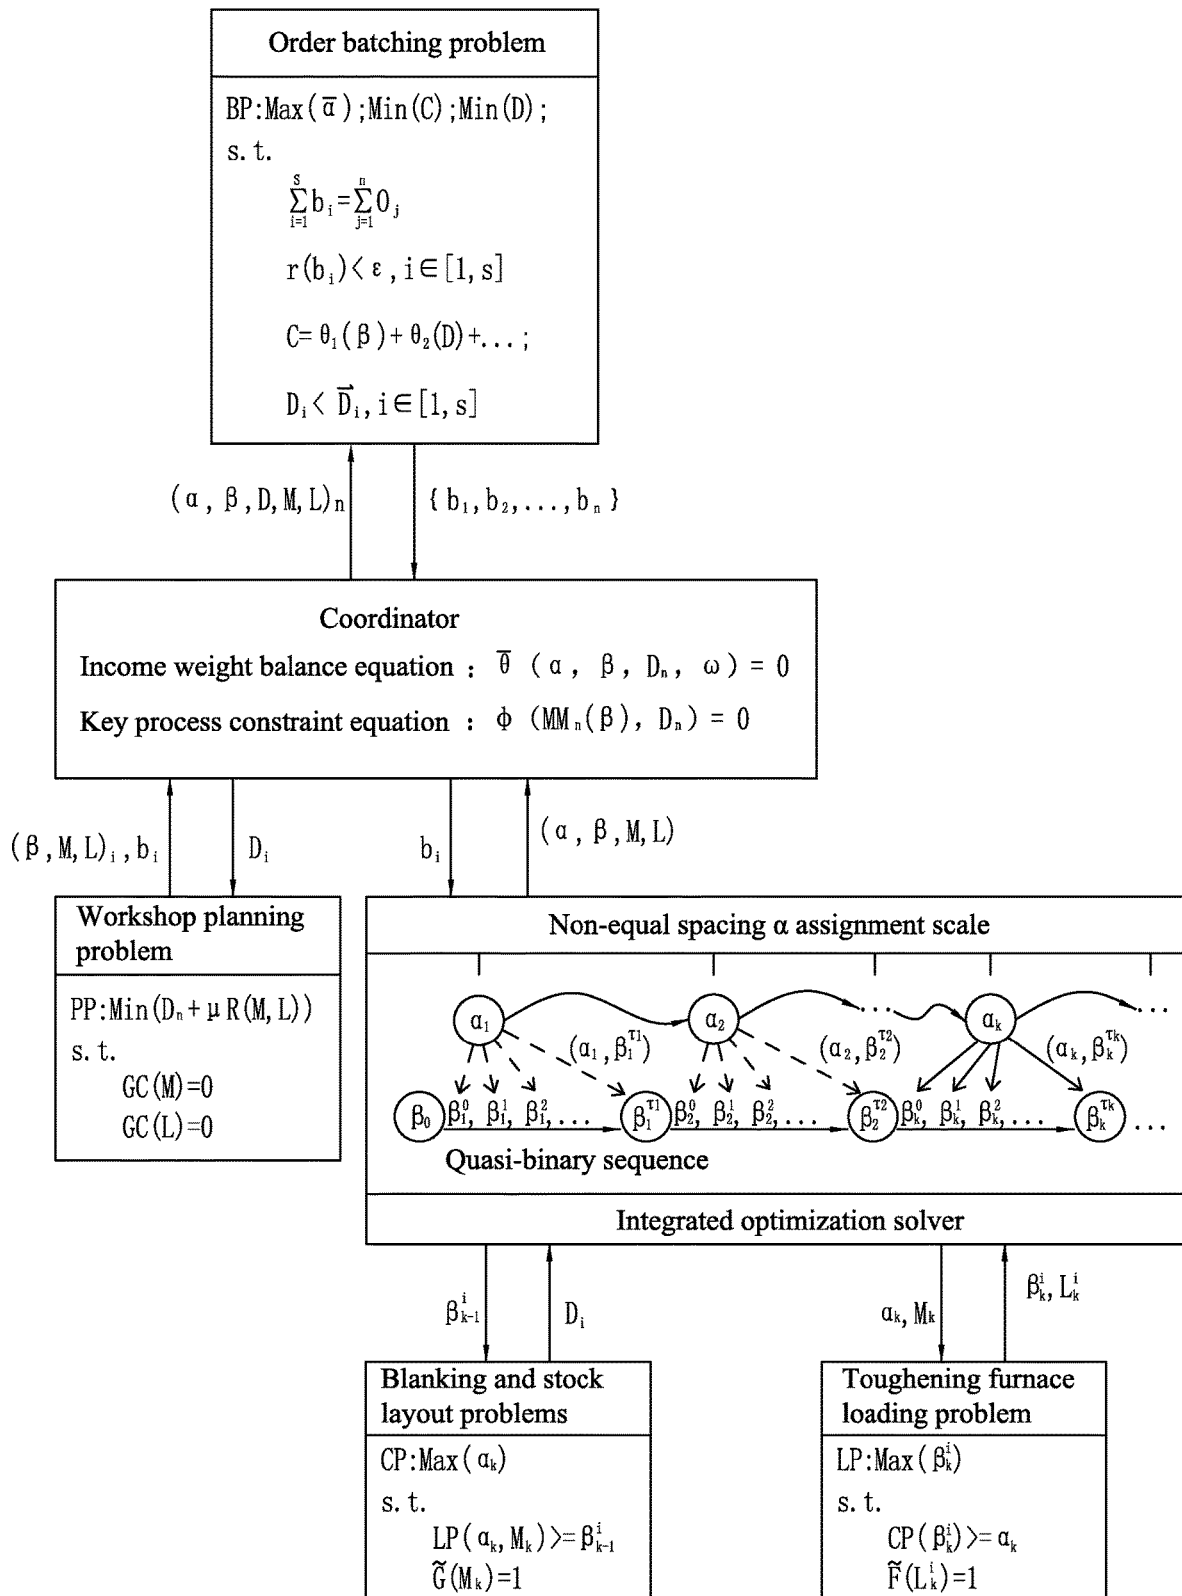 Order batching problem
BP:Max(ᾱ);Min(C);Min(D);
s.t.
∑_{i=1}^{s} b_i=∑_{j=1}^{n} O_j
r(b_i)<ε,i∈[1,s]
C=θ_1(β)+θ_2(D)+...;
D_i<D⃗_i,i∈[1,s]
(α,β,D,M,L)_n
{b_1,b_2,...,b_n}
Coordinator
Income weight balance equation : θ̄ (α, β, D_n, ω) = 0
Key process constraint equation : ϕ (MM_n(β), D_n) = 0
(β,M,L)_i,b_i
D_i
b_i
(α,β,M,L)
Workshop planning
problem
PP:Min(D_n+μR(M,L))
s.t.
GC(M)=0
GC(L)=0
Non-equal spacing α assignment scale
α_1
α_2
...
α_k
...
(α_1,β_1^{τ1})
(α_2,β_2^{τ2})
(α_k,β_k^{τk})
β_0
β_1^0, β_1^1, β_1^2,...
β_1^{τ1}
β_2^0, β_2^1, β_2^2,...
β_2^{τ2}
β_k^0, β_k^1, β_k^2,...
β_k^{τk}
...
Quasi-binary sequence
Integrated optimization solver
β_{k-1}^i
D_i
α_k,M_k
β_k^i,L_k^i
Blanking and stock
layout problems
CP:Max(α_k)
s.t.
LP(α_k,M_k)>=β_{k-1}^i
G̃(M_k)=1
Toughening furnace
loading problem
LP:Max(β_k^i)
s.t.
CP(β_k^i)>=α_k
F̃(L_k^i)=1